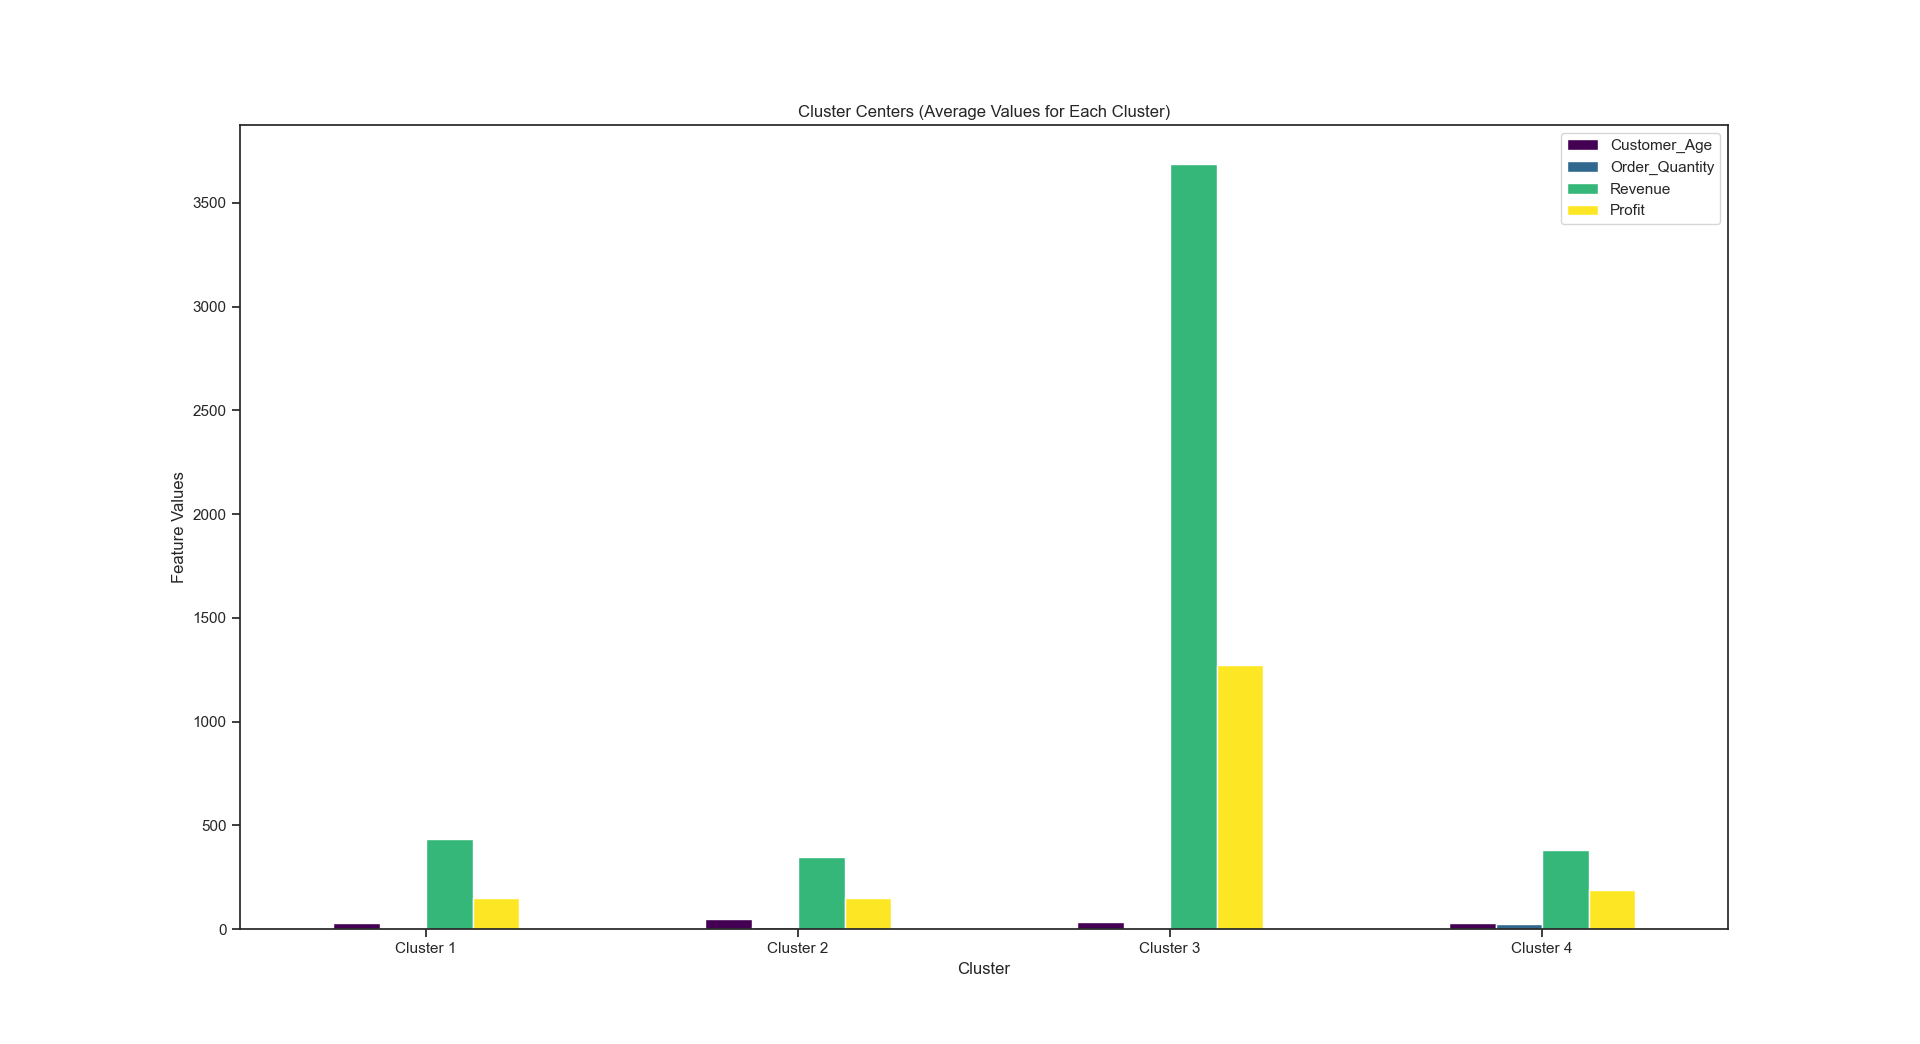 Cluster Centers (Average Values for Each Cluster)
Customer_Age
Order_Quantity
Revenue
Profit
3500
3000
2500
2000
1500
1000
500
0
Feature Values
Cluster 1
Cluster 2
Cluster 3
Cluster 4
Cluster